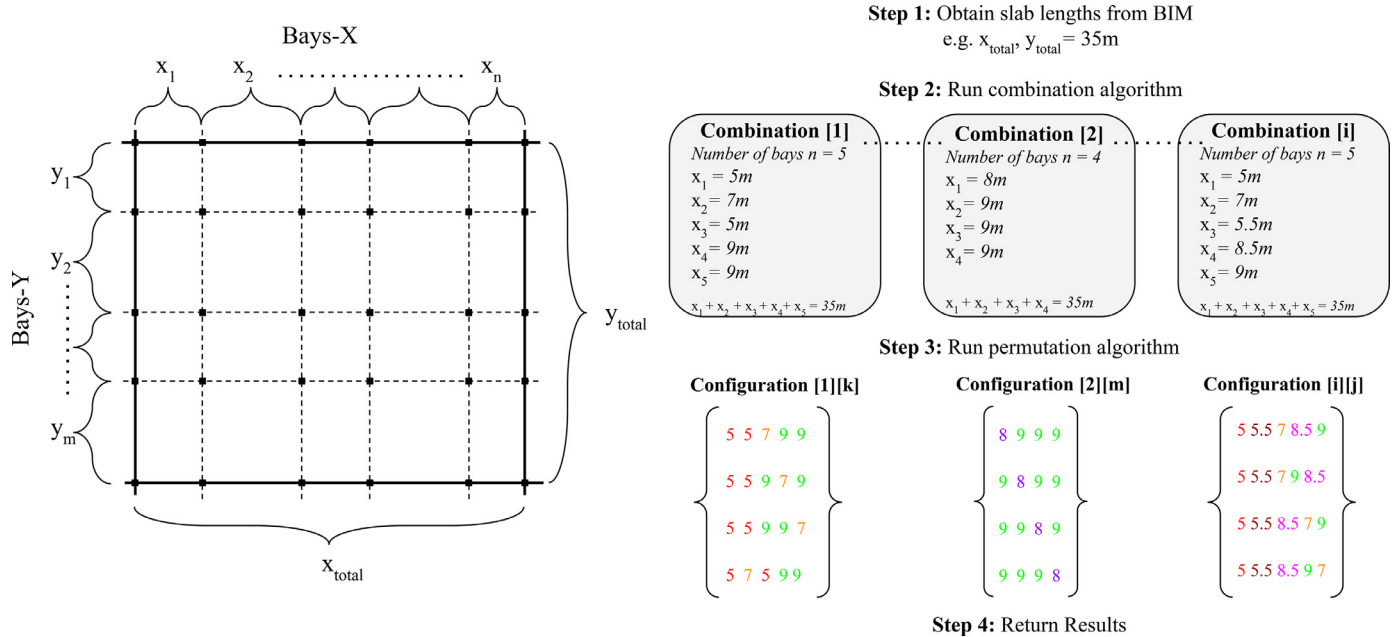 Bays-X
x1 x2 xn
Bays-Y
y1
y2
ym
ytotal
xtotal
Step 1: Obtain slab lengths from BIM
e.g. xtotal, ytotal = 35m
Step 2: Run combination algorithm
Combination [1]
Number of bays n = 5
x1 = 5m
x2 = 7m
x3 = 5m
x4 = 9m
x5 = 9m
x1 + x2 + x3 + x4 + x5 = 35m
Combination [2]
Number of bays n = 4
x1 = 8m
x2 = 9m
x3 = 9m
x4 = 9m
x1 + x2 + x3 + x4 = 35m
Combination [i]
Number of bays n = 5
x1 = 5m
x2 = 7m
x3 = 5.5m
x4 = 8.5m
x5 = 9m
x1 + x2 + x3 + x4 + x5 = 35m
Step 3: Run permutation algorithm
Configuration [1][k]
5 5 7 9 9
5 5 9 7 9
5 5 9 9 7
5 7 5 9 9
Configuration [2][m]
8 9 9 9
9 8 9 9
9 9 8 9
9 9 9 8
Configuration [i][j]
5 5.5 7 8.5 9
5 5.5 7 9 8.5
5 5.5 8.5 7 9
5 5.5 8.5 9 7
Step 4: Return Results